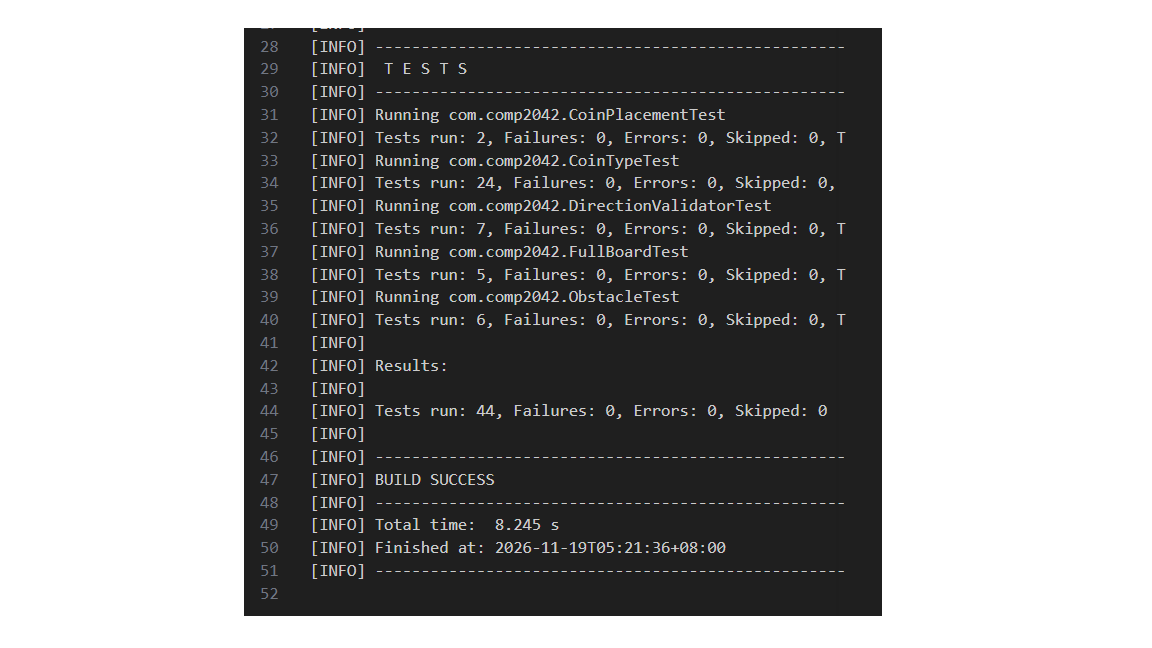 28 [INFO] ---------------------------------------------------
29 [INFO]  T E S T S
30 [INFO] ---------------------------------------------------
31 [INFO] Running com.comp2042.CoinPlacementTest
32 [INFO] Tests run: 2, Failures: 0, Errors: 0, Skipped: 0, T
33 [INFO] Running com.comp2042.CoinTypeTest
34 [INFO] Tests run: 24, Failures: 0, Errors: 0, Skipped: 0,
35 [INFO] Running com.comp2042.DirectionValidatorTest
36 [INFO] Tests run: 7, Failures: 0, Errors: 0, Skipped: 0, T
37 [INFO] Running com.comp2042.FullBoardTest
38 [INFO] Tests run: 5, Failures: 0, Errors: 0, Skipped: 0, T
39 [INFO] Running com.comp2042.ObstacleTest
40 [INFO] Tests run: 6, Failures: 0, Errors: 0, Skipped: 0, T
41 [INFO]
42 [INFO] Results:
43 [INFO]
44 [INFO] Tests run: 44, Failures: 0, Errors: 0, Skipped: 0
45 [INFO]
46 [INFO] ---------------------------------------------------
47 [INFO] BUILD SUCCESS
48 [INFO] ---------------------------------------------------
49 [INFO] Total time:  8.245 s
50 [INFO] Finished at: 2026-11-19T05:21:36+08:00
51 [INFO] ---------------------------------------------------
52